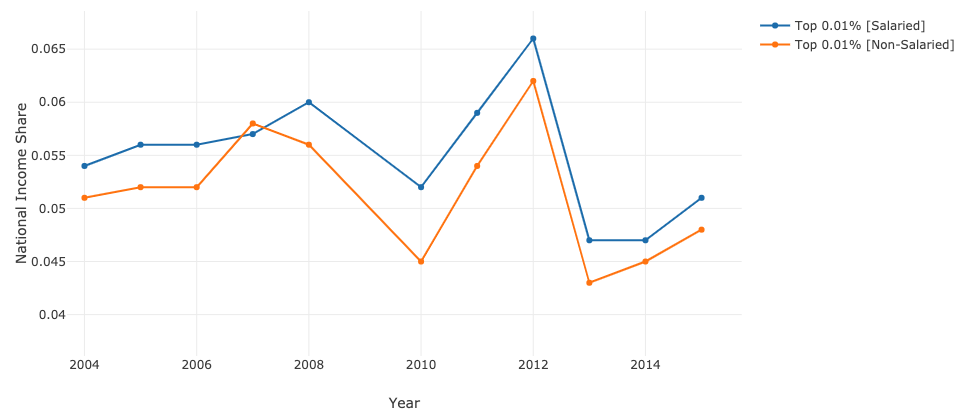 Top 0.01% [Salaried]
Top 0.01% [Non-Salaried]
National Income Share
0.065
0.06
0.055
0.05
0.045
0.04
2004 2006 2008 2010 2012 2014
Year